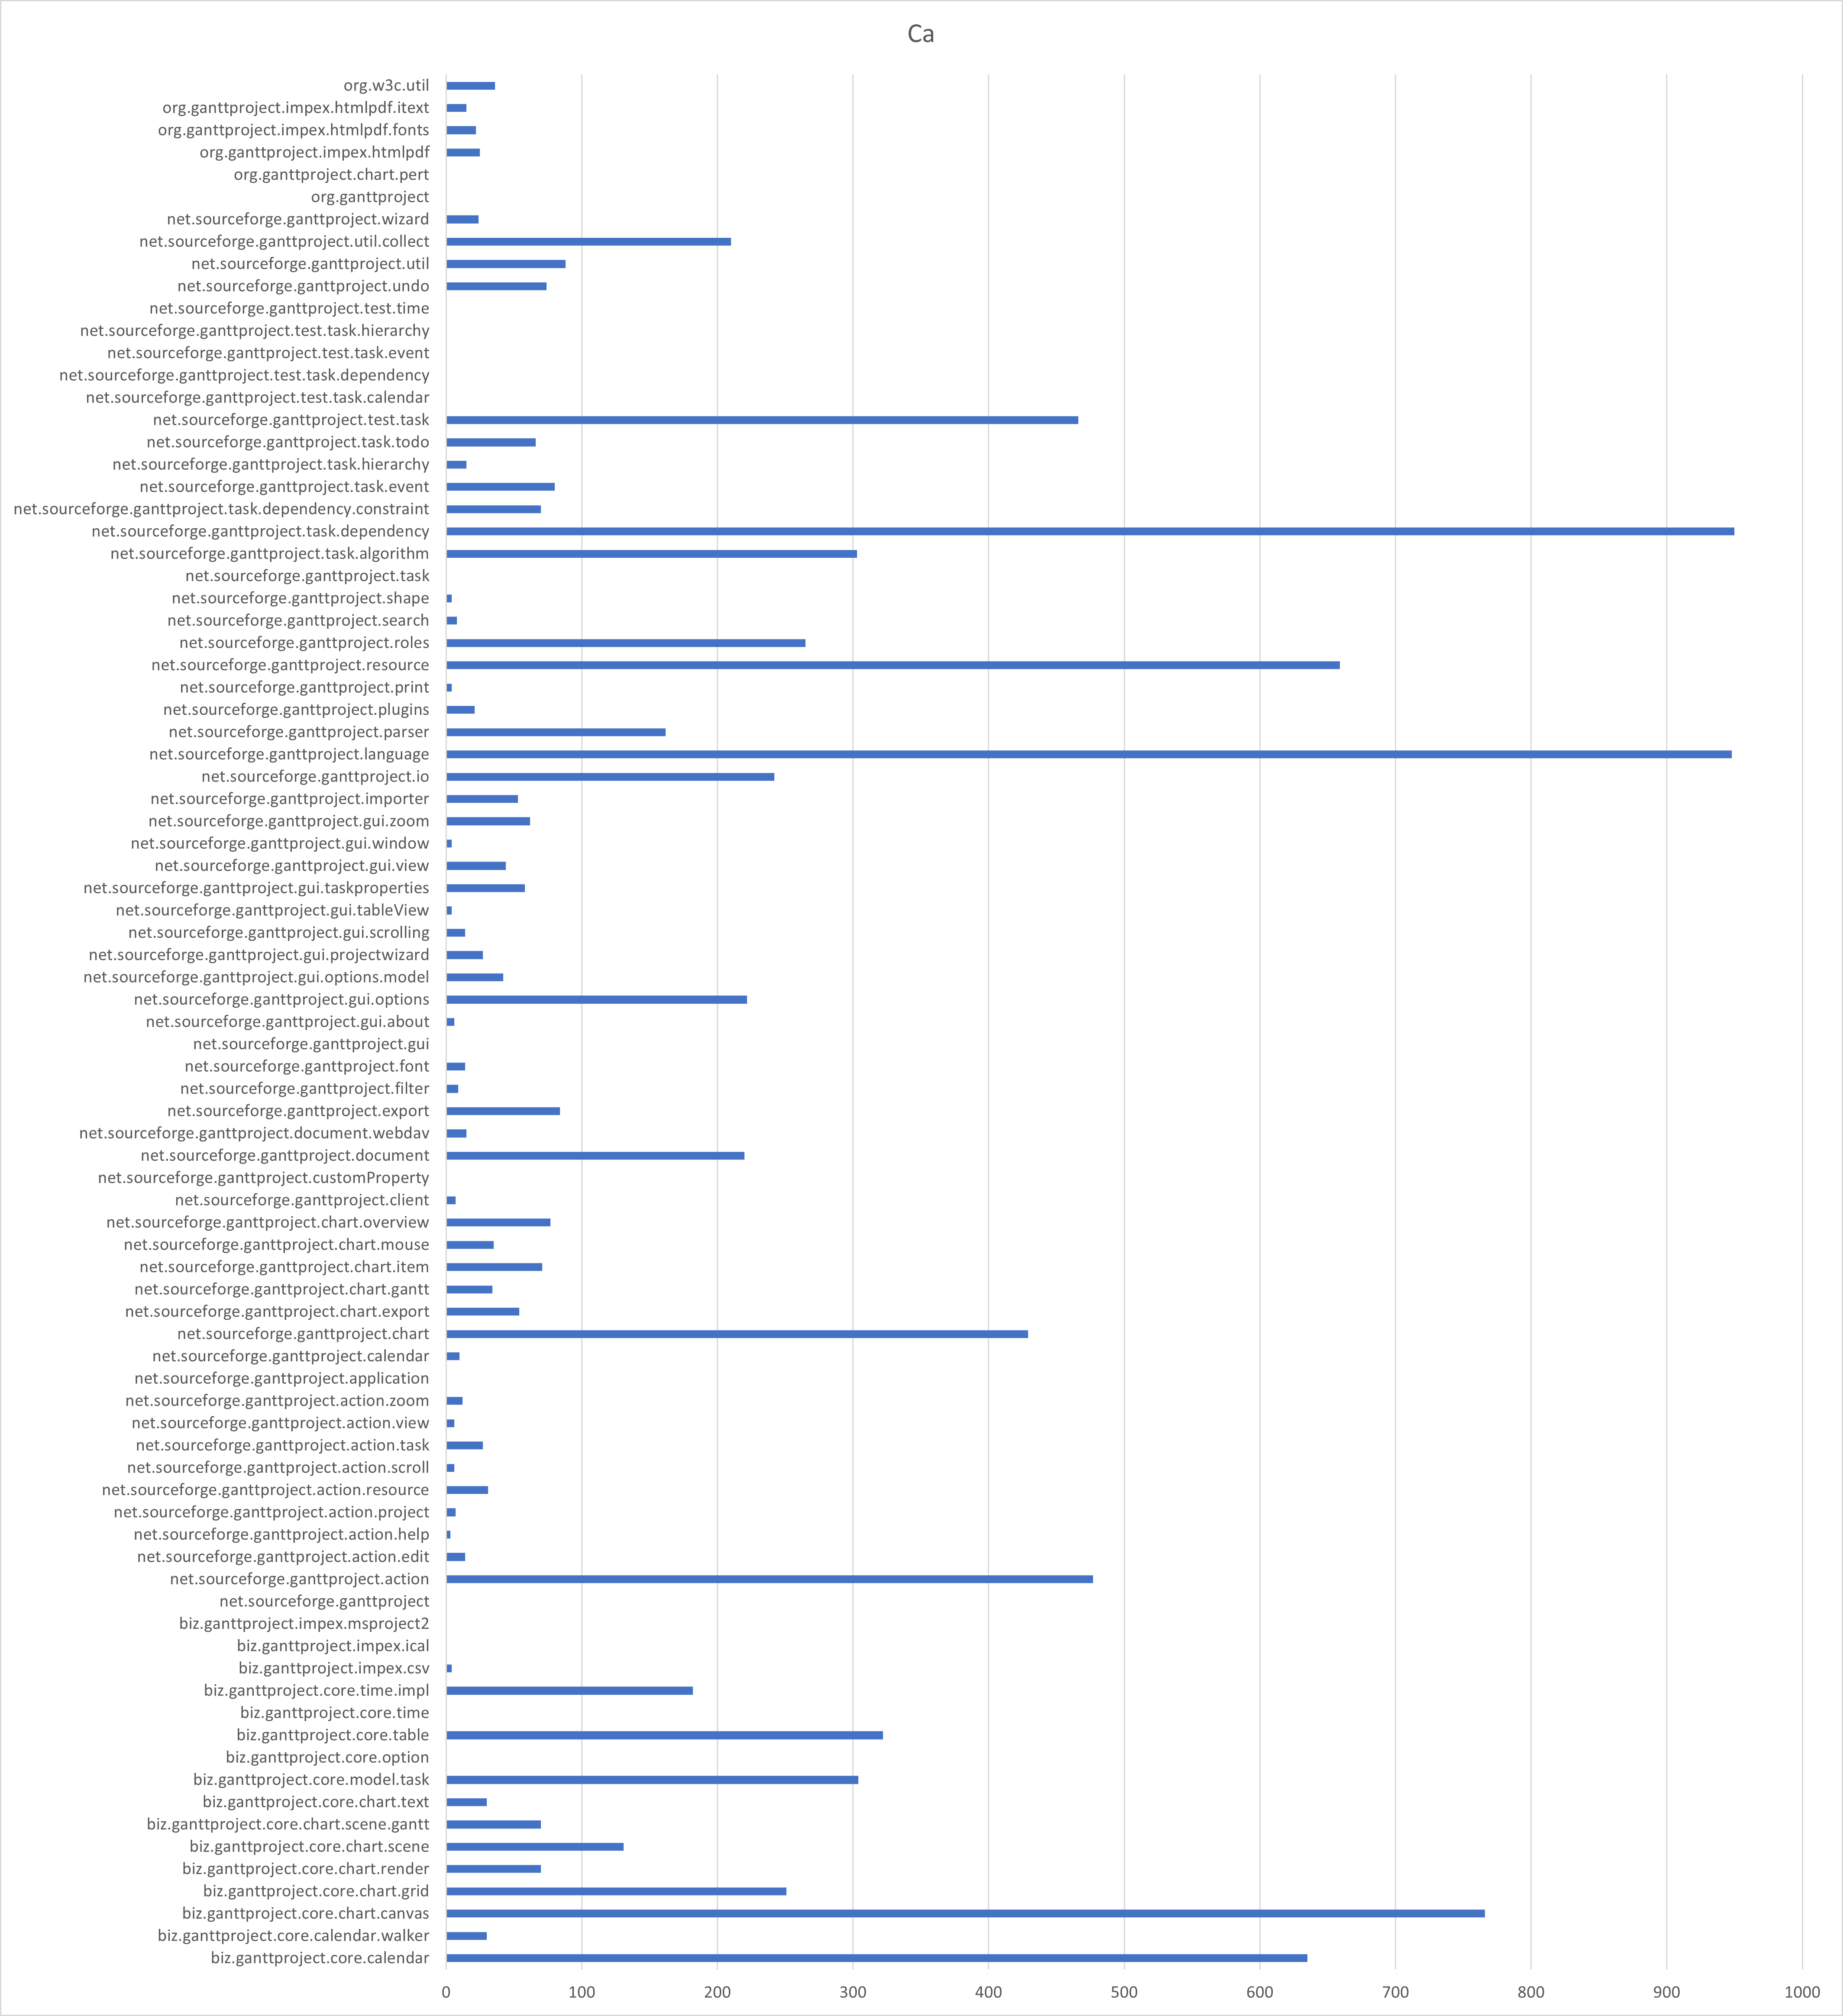 Ca
org.w3c.util
org.ganttproject.impex.htmlpdf.itext
org.ganttproject.impex.htmlpdf.fonts
org.ganttproject.impex.htmlpdf
org.ganttproject.chart.pert
org.ganttproject
net.sourceforge.ganttproject.wizard
net.sourceforge.ganttproject.util.collect
net.sourceforge.ganttproject.util
net.sourceforge.ganttproject.undo
net.sourceforge.ganttproject.test.time
net.sourceforge.ganttproject.test.task.hierarchy
net.sourceforge.ganttproject.test.task.event
net.sourceforge.ganttproject.test.task.dependency
net.sourceforge.ganttproject.test.task.calendar
net.sourceforge.ganttproject.test.task
net.sourceforge.ganttproject.task.todo
net.sourceforge.ganttproject.task.hierarchy
net.sourceforge.ganttproject.task.event
net.sourceforge.ganttproject.task.dependency.constraint
net.sourceforge.ganttproject.task.dependency
net.sourceforge.ganttproject.task.algorithm
net.sourceforge.ganttproject.task
net.sourceforge.ganttproject.shape
net.sourceforge.ganttproject.search
net.sourceforge.ganttproject.roles
net.sourceforge.ganttproject.resource
net.sourceforge.ganttproject.print
net.sourceforge.ganttproject.plugins
net.sourceforge.ganttproject.parser
net.sourceforge.ganttproject.language
net.sourceforge.ganttproject.io
net.sourceforge.ganttproject.importer
net.sourceforge.ganttproject.gui.zoom
net.sourceforge.ganttproject.gui.window
net.sourceforge.ganttproject.gui.view
net.sourceforge.ganttproject.gui.taskproperties
net.sourceforge.ganttproject.gui.tableView
net.sourceforge.ganttproject.gui.scrolling
net.sourceforge.ganttproject.gui.projectwizard
net.sourceforge.ganttproject.gui.options.model
net.sourceforge.ganttproject.gui.options
net.sourceforge.ganttproject.gui.about
net.sourceforge.ganttproject.gui
net.sourceforge.ganttproject.font
net.sourceforge.ganttproject.filter
net.sourceforge.ganttproject.export
net.sourceforge.ganttproject.document.webdav
net.sourceforge.ganttproject.document
net.sourceforge.ganttproject.customProperty
net.sourceforge.ganttproject.client
net.sourceforge.ganttproject.chart.overview
net.sourceforge.ganttproject.chart.mouse
net.sourceforge.ganttproject.chart.item
net.sourceforge.ganttproject.chart.gantt
net.sourceforge.ganttproject.chart.export
net.sourceforge.ganttproject.chart
net.sourceforge.ganttproject.calendar
net.sourceforge.ganttproject.application
net.sourceforge.ganttproject.action.zoom
net.sourceforge.ganttproject.action.view
net.sourceforge.ganttproject.action.task
net.sourceforge.ganttproject.action.scroll
net.sourceforge.ganttproject.action.resource
net.sourceforge.ganttproject.action.project
net.sourceforge.ganttproject.action.help
net.sourceforge.ganttproject.action.edit
net.sourceforge.ganttproject.action
net.sourceforge.ganttproject
biz.ganttproject.impex.msproject2
biz.ganttproject.impex.ical
biz.ganttproject.impex.csv
biz.ganttproject.core.time.impl
biz.ganttproject.core.time
biz.ganttproject.core.table
biz.ganttproject.core.option
biz.ganttproject.core.model.task
biz.ganttproject.core.chart.text
biz.ganttproject.core.chart.scene.gantt
biz.ganttproject.core.chart.scene
biz.ganttproject.core.chart.render
biz.ganttproject.core.chart.grid
biz.ganttproject.core.chart.canvas
biz.ganttproject.core.calendar.walker
biz.ganttproject.core.calendar
0 100 200 300 400 500 600 700 800 900 1000